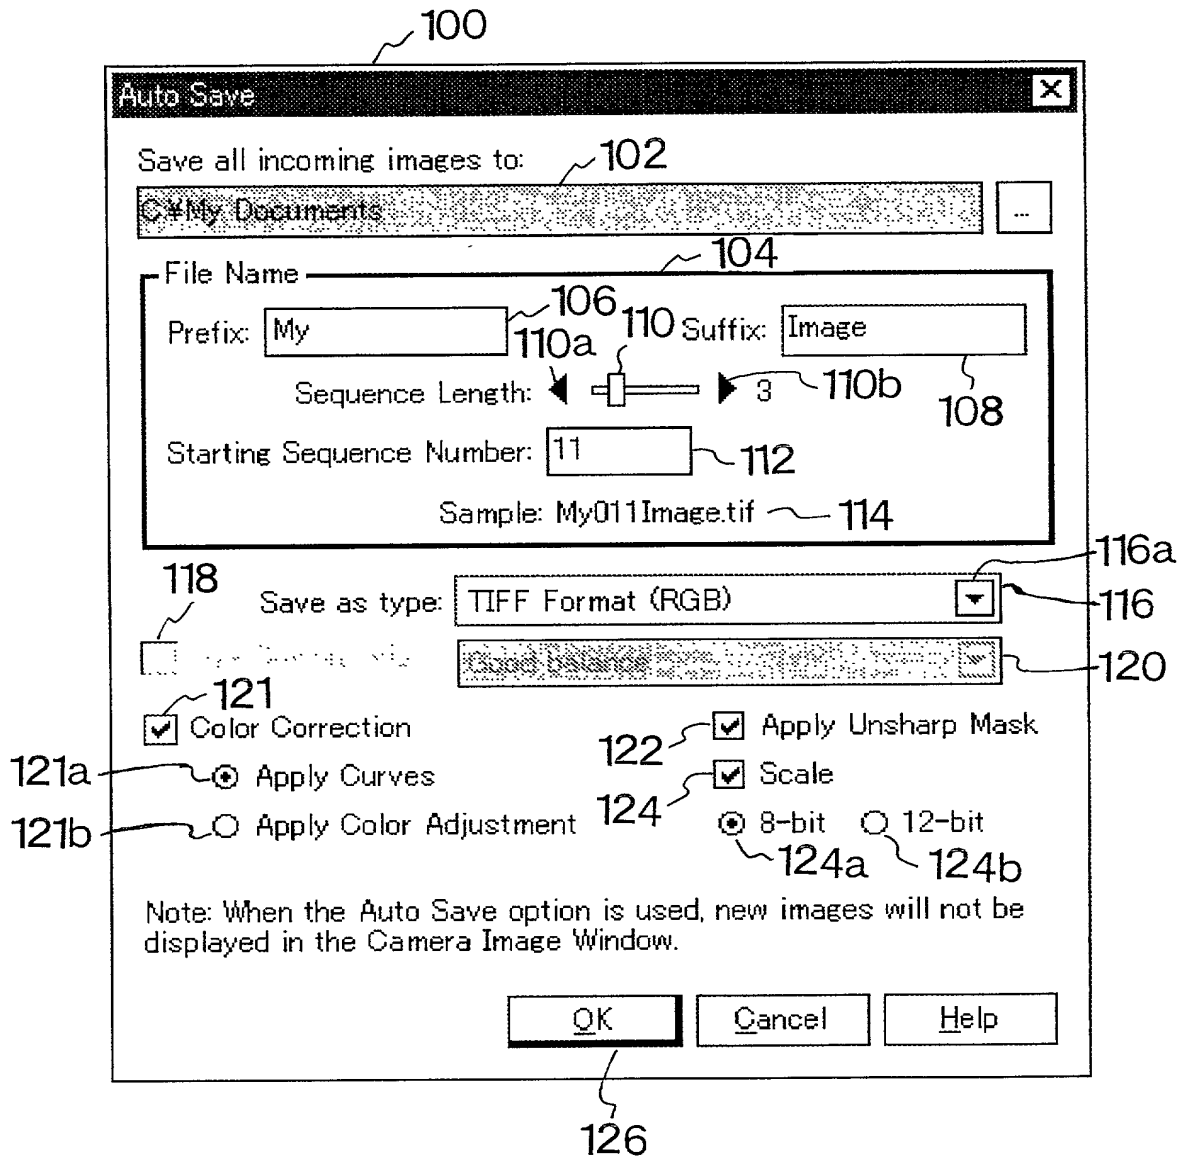 100
Auto Save
Save all incoming images to: 102
C:¥My Documents ...
104
File Name
106
Prefix: My 110a 110 Suffix: Image
Sequence Length: 3 110b 108
Starting Sequence Number: 11 112
Sample: My011Image.tif 114
116a
118
Save as type: TIFF Format (RGB) 116
Good balance 120
121
Color Correction
122 Apply Unsharp Mask
121a Apply Curves
124 Scale
121b Apply Color Adjustment
8-bit 12-bit
124a 124b
Note: When the Auto Save option is used, new images will not be
displayed in the Camera Image Window.
OK Cancel Help
126